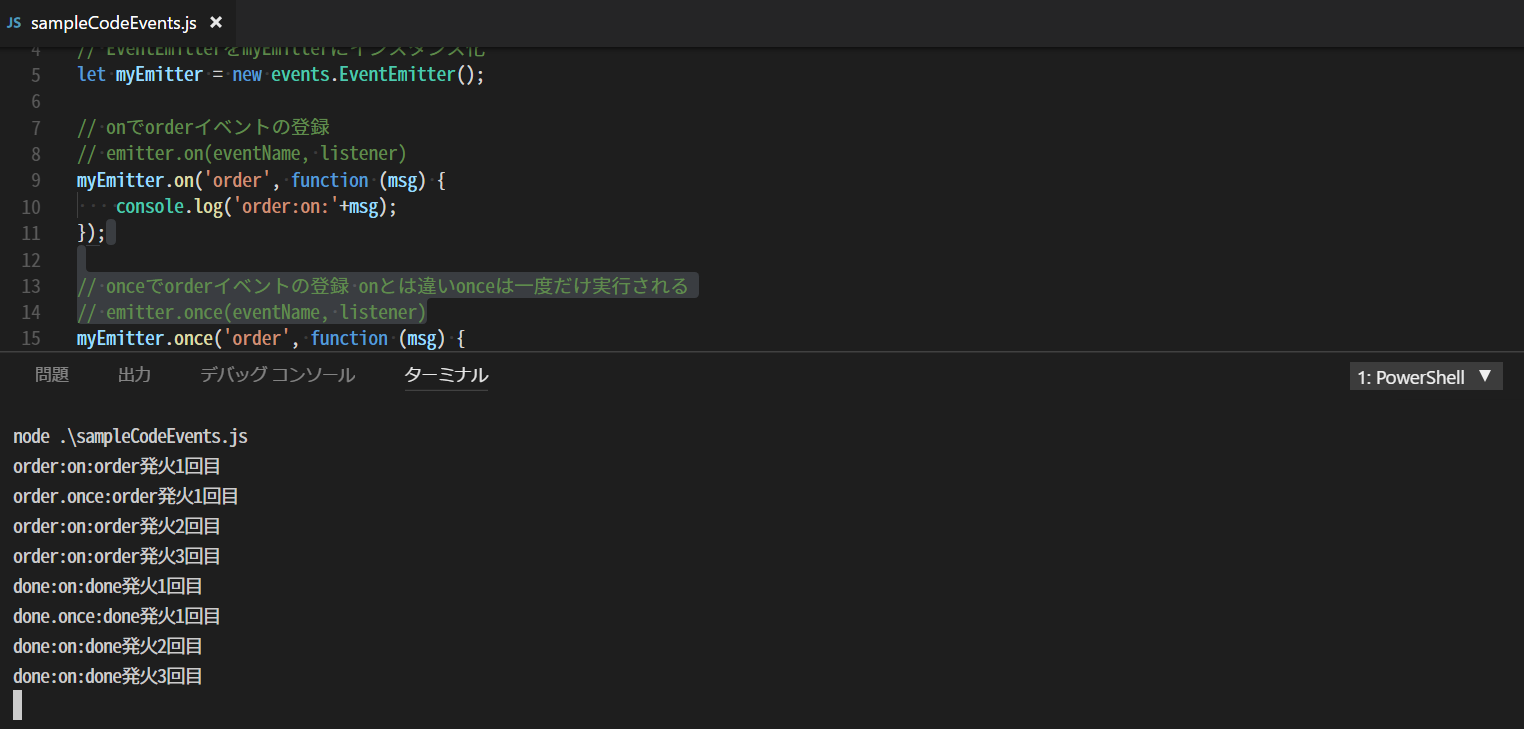 JS sampleCodeEvents.js ×
4 // EventEmitterをmyEmitterにインスタンス化
5 let myEmitter = new events.EventEmitter();
6
7 // onでorderイベントの登録
8 // emitter.on(eventName, listener)
9 myEmitter.on('order', function (msg) {
10 console.log('order:on:'+msg);
11 });
12
13 // onceでorderイベントの登録 onとは違いonceは一度だけ実行される
14 // emitter.once(eventName, listener)
15 myEmitter.once('order', function (msg) {
問題 出力 デバッグ コンソール ターミナル 1: PowerShell ▼
node .\sampleCodeEvents.js
order:on:order発火1回目
order.once:order発火1回目
order:on:order発火2回目
order:on:order発火3回目
done:on:done発火1回目
done.once:done発火1回目
done:on:done発火2回目
done:on:done発火3回目